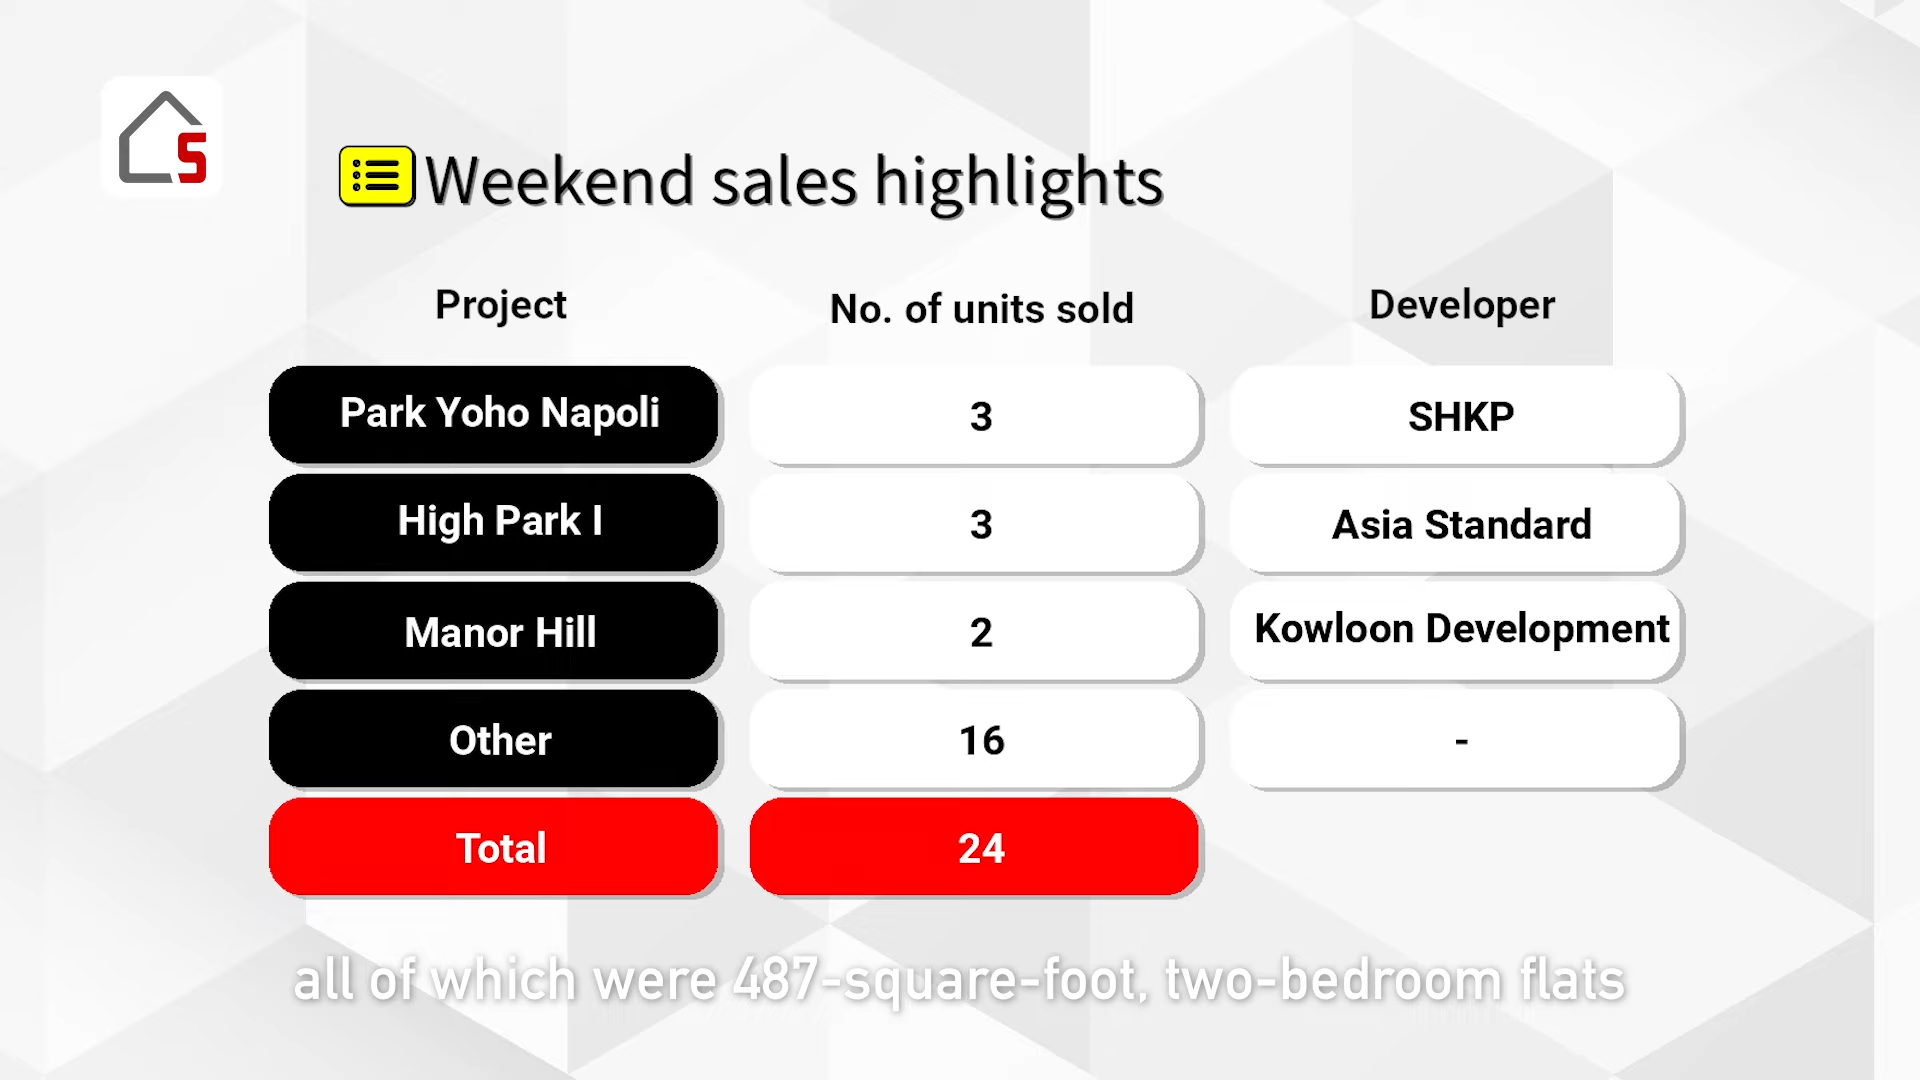 S
Weekend sales highlights
Project No. of units sold Developer
Park Yoho Napoli 3 SHKP
High Park I 3 Asia Standard
Manor Hill 2 Kowloon Development
Other 16 -
Total 24
all of which were 487-square-foot, two-bedroom flats